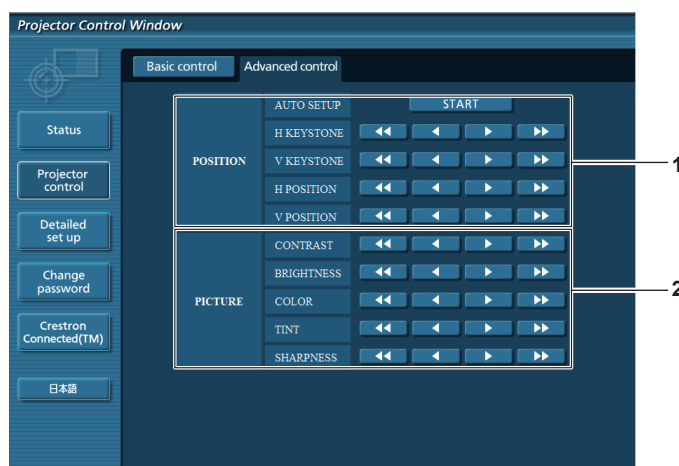 Projector Control Window
Basic control
Advanced control
Status
Projector
control
Detailed
set up
Change
password
Crestron
Connected(TM)
日本語
POSITION
AUTO SETUP
START
H KEYSTONE
V KEYSTONE
H POSITION
V POSITION
1
PICTURE
CONTRAST
BRIGHTNESS
COLOR
TINT
SHARPNESS
2